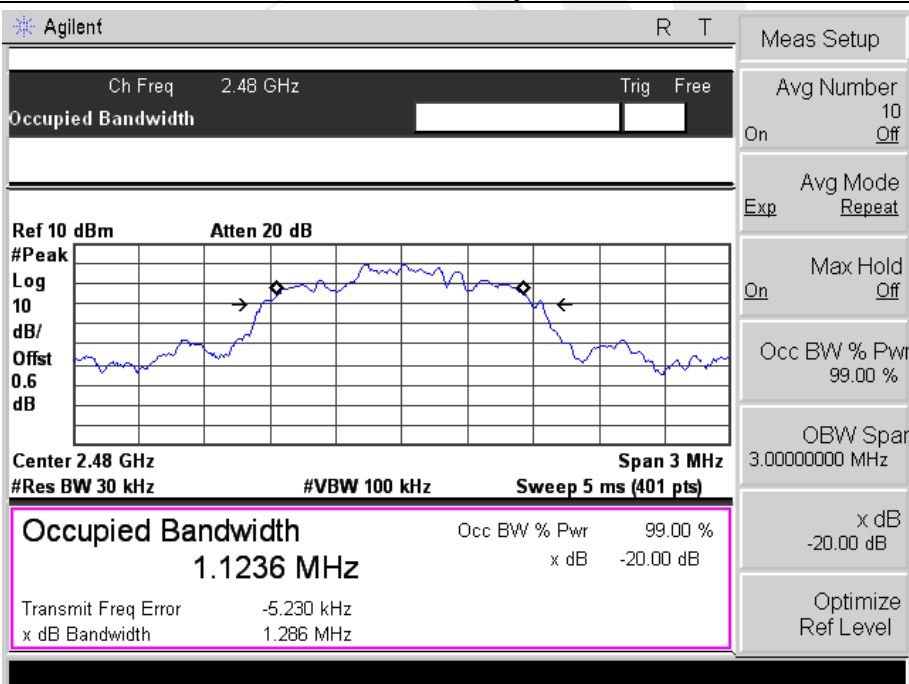 Agilent R T
Ch Freq 2.48 GHz Trig Free
Occupied Bandwidth
Ref 10 dBm Atten 20 dB
#Peak
Log
10
dB/
Offst
0.6
dB
Center 2.48 GHz Span 3 MHz
#Res BW 30 kHz #VBW 100 kHz Sweep 5 ms (401 pts)
Occupied Bandwidth
1.1236 MHz
Occ BW % Pwr 99.00 %
x dB -20.00 dB
Transmit Freq Error -5.230 kHz
x dB Bandwidth 1.286 MHz
Meas Setup
Avg Number
10
On Off
Avg Mode
Exp Repeat
Max Hold
On Off
Occ BW % Pwr
99.00 %
OBW Span
3.00000000 MHz
x dB
-20.00 dB
Optimize
Ref Level